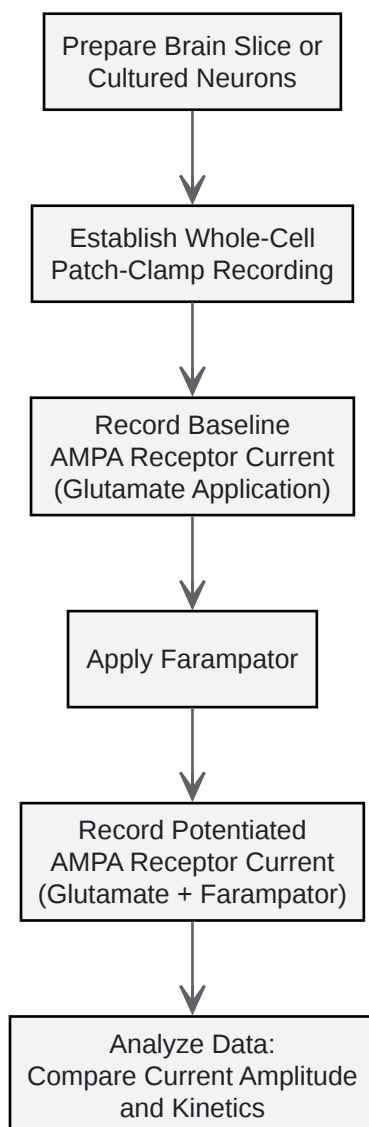 Prepare Brain Slice or
Cultured Neurons
Establish Whole-Cell
Patch-Clamp Recording
Record Baseline
AMPA Receptor Current
(Glutamate Application)
Apply Farampator
Record Potentiated
AMPA Receptor Current
(Glutamate + Farampator)
Analyze Data:
Compare Current Amplitude
and Kinetics